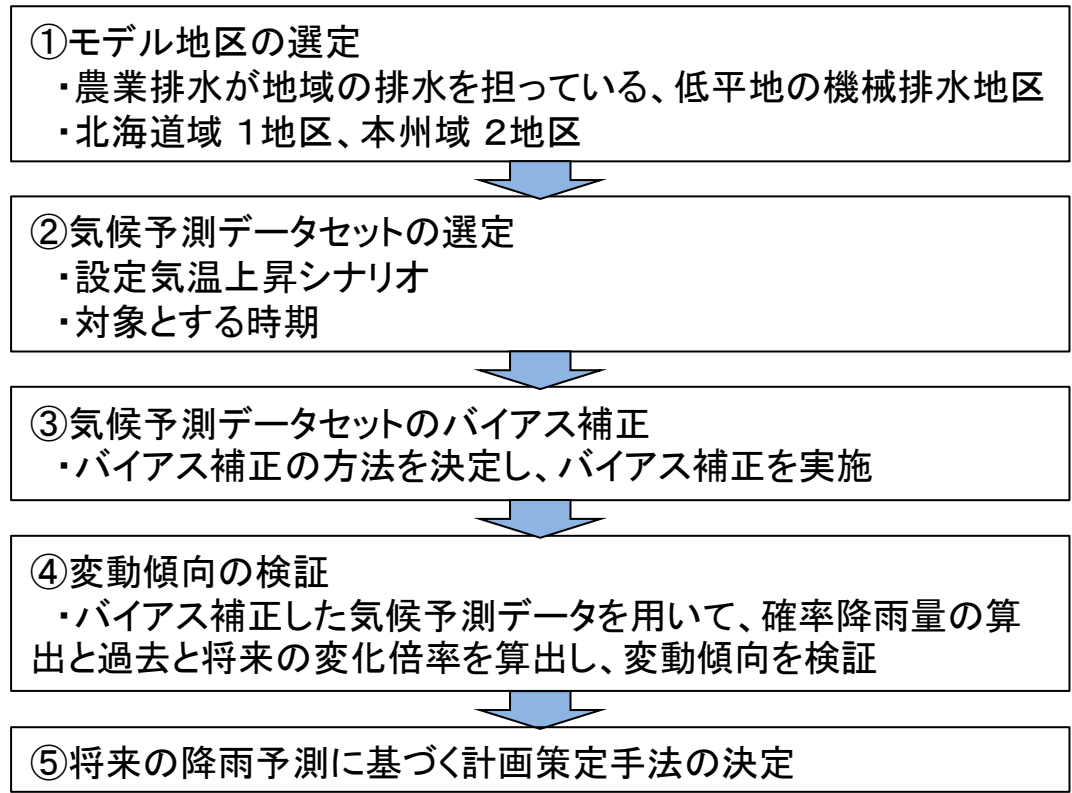 ①モデル地区の選定
・農業排水が地域の排水を担っている、低平地の機械排水地区
・北海道域 1地区、本州域 2地区
②気候予測データセットの選定
・設定気温上昇シナリオ
・対象とする時期
③気候予測データセットのバイアス補正
・バイアス補正の方法を決定し、バイアス補正を実施
④変動傾向の検証
・バイアス補正した気候予測データを用いて、確率降雨量の算
出と過去と将来の変化倍率を算出し、変動傾向を検証
⑤将来の降雨予測に基づく計画策定手法の決定